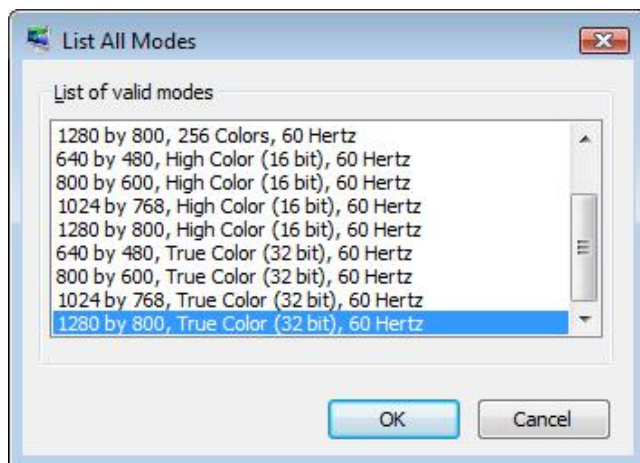 List All Modes
List of valid modes
1280 by 800, 256 Colors, 60 Hertz
640 by 480, High Color (16 bit), 60 Hertz
800 by 600, High Color (16 bit), 60 Hertz
1024 by 768, High Color (16 bit), 60 Hertz
1280 by 800, High Color (16 bit), 60 Hertz
640 by 480, True Color (32 bit), 60 Hertz
800 by 600, True Color (32 bit), 60 Hertz
1024 by 768, True Color (32 bit), 60 Hertz
1280 by 800, True Color (32 bit), 60 Hertz
OK Cancel